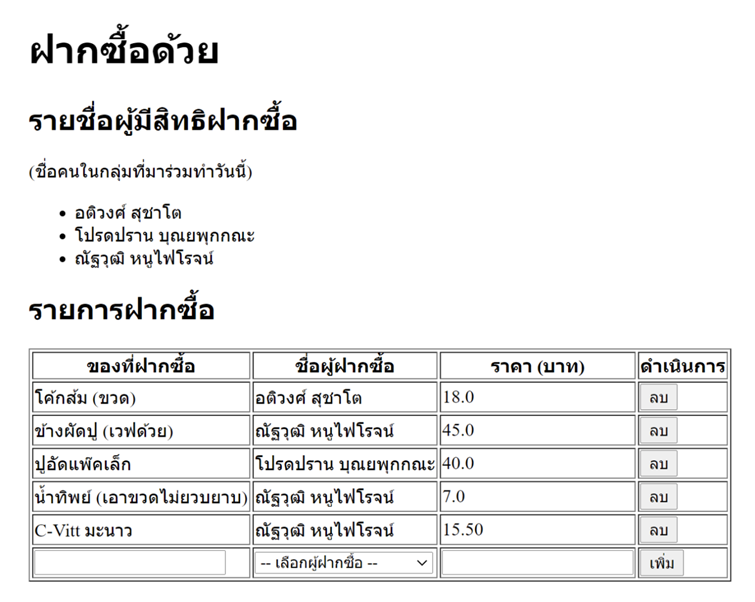 ฝากซื้อด้วย
รายชื่อผู้มีสิทธิฝากซื้อ
(ชื่อคนในกลุ่มที่มาร่วมทำวันนี้)
อติวงศ์ สุชาโต
โปรดปราน บุณยพุกกณะ
ณัฐวุฒิ หนูไพโรจน์
รายการฝากซื้อ
ของที่ฝากซื้อ ชื่อผู้ฝากซื้อ ราคา (บาท) ดำเนินการ
โค้กส้ม (ขวด) อติวงศ์ สุชาโต 18.0 ลบ
ข้างผัดปู (เวฟด้วย) ณัฐวุฒิ หนูไพโรจน์ 45.0 ลบ
ปูอัดแพ๊คเล็ก โปรดปราน บุณยพุกกณะ 40.0 ลบ
น้ำทิพย์ (เอาขวดไม่ยวบยาบ) ณัฐวุฒิ หนูไพโรจน์ 7.0 ลบ
C-Vitt มะนาว ณัฐวุฒิ หนูไพโรจน์ 15.50 ลบ
-- เลือกผู้ฝากซื้อ -- เพิ่ม